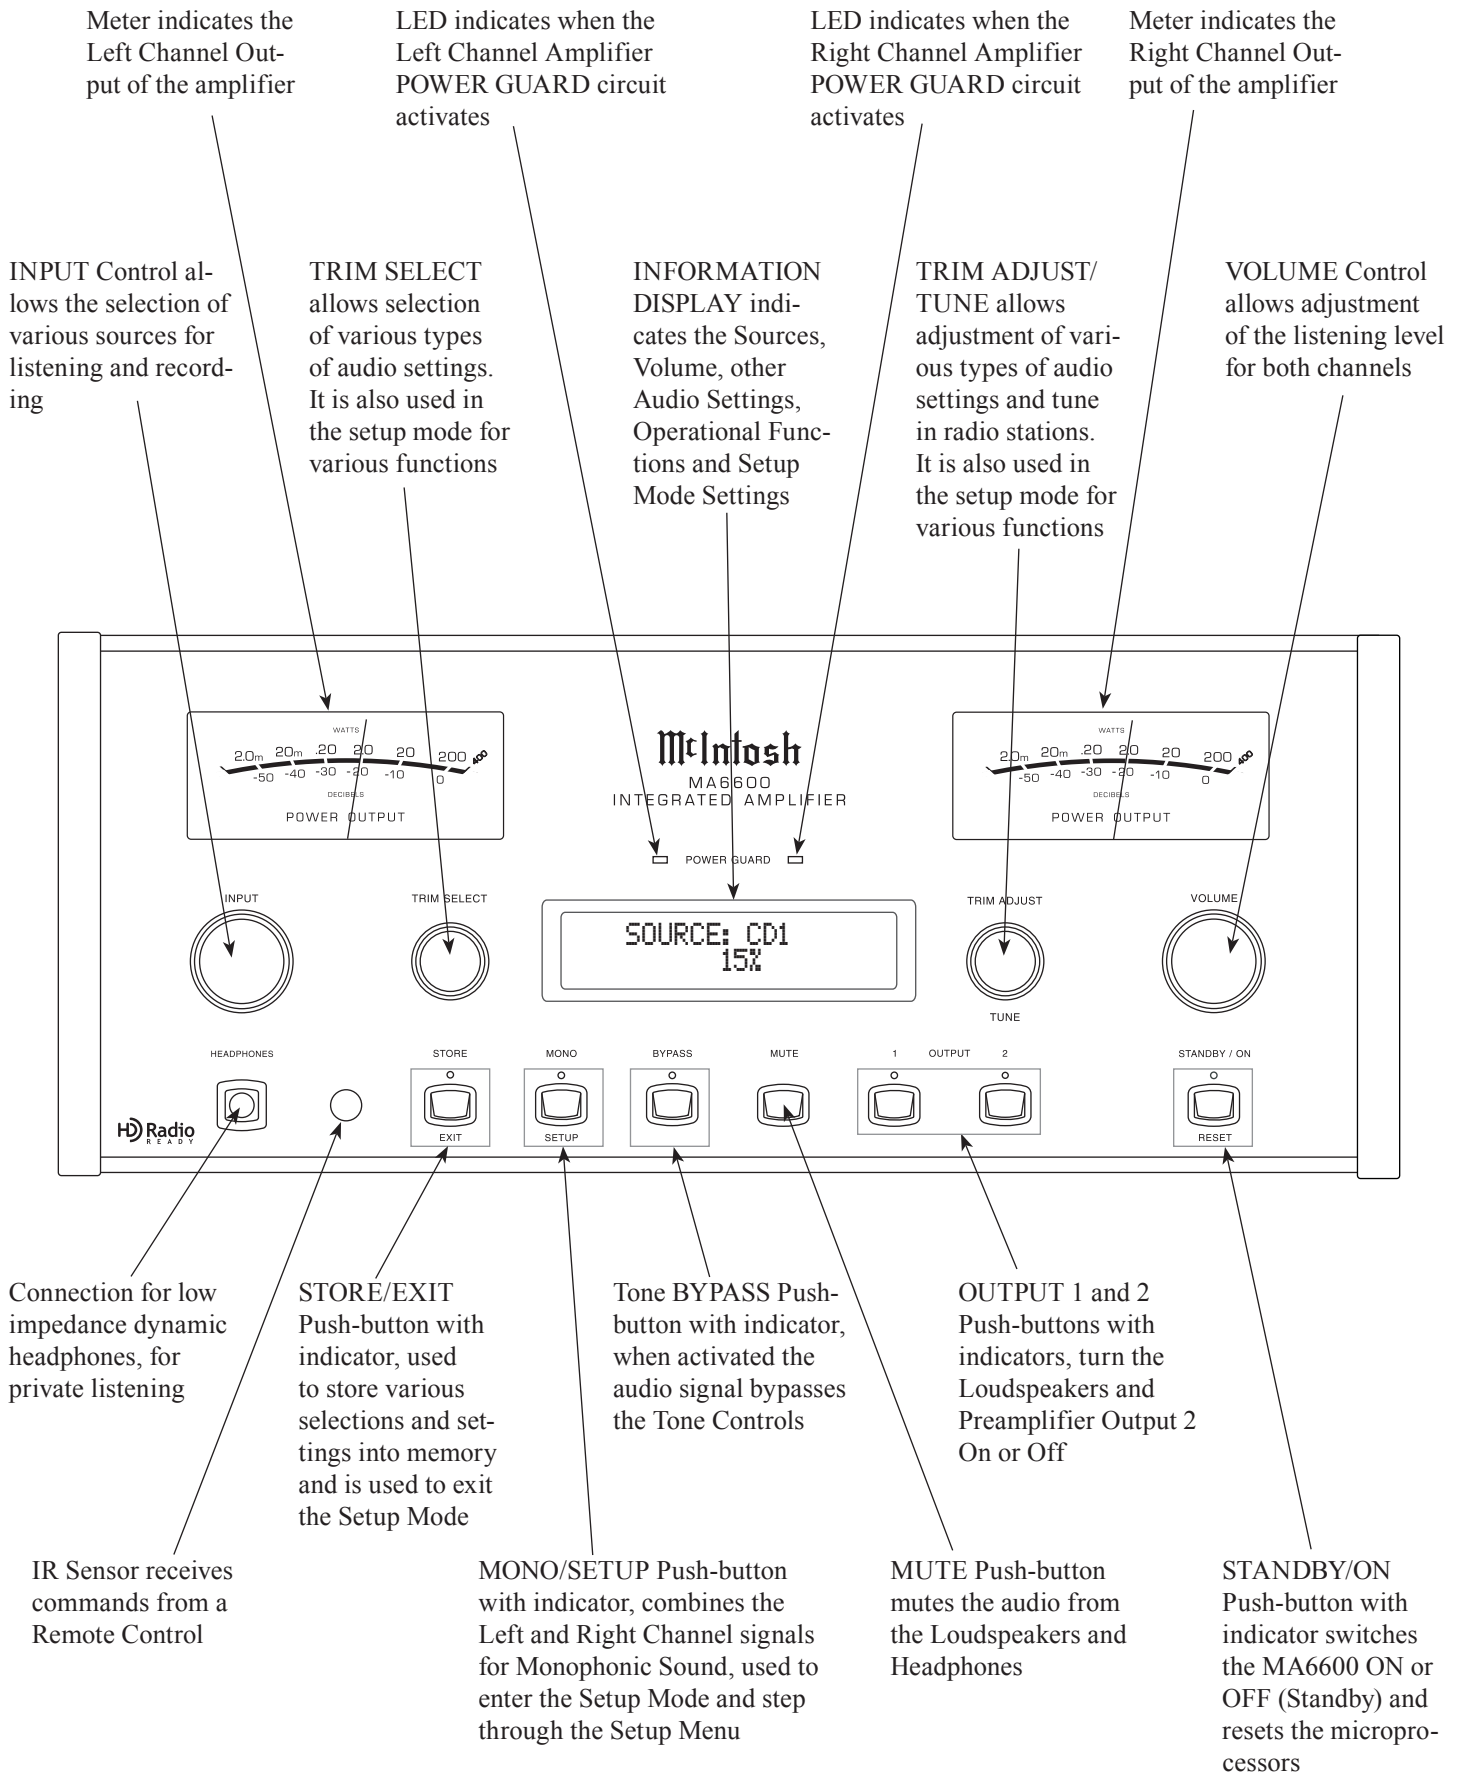 Meter indicates the
Left Channel Out-
put of the amplifier
LED indicates when the
Left Channel Amplifier
POWER GUARD circuit
activates
LED indicates when the
Right Channel Amplifier
POWER GUARD circuit
activates
Meter indicates the
Right Channel Out-
put of the amplifier
INPUT Control al-
lows the selection of
various sources for
listening and record-
ing
TRIM SELECT
allows selection
of various types
of audio settings.
It is also used in
the setup mode for
various functions
INFORMATION
DISPLAY indi-
cates the Sources,
Volume, other
Audio Settings,
Operational Func-
tions and Setup
Mode Settings
TRIM ADJUST/
TUNE allows
adjustment of vari-
ous types of audio
settings and tune
in radio stations.
It is also used in
the setup mode for
various functions
VOLUME Control
allows adjustment
of the listening level
for both channels
WATTS
2.0m 20m .20 2.0 20 200 400
-50 -40 -30 -20 -10 0
DECIBELS
POWER OUTPUT
McIntosh
MA6600
INTEGRATED AMPLIFIER
WATTS
2.0m 20m .20 2.0 20 200 400
-50 -40 -30 -20 -10 0
DECIBELS
POWER OUTPUT
POWER GUARD
INPUT
TRIM SELECT
SOURCE: CD1
15%
TRIM ADJUST
TUNE
VOLUME
HEADPHONES
STORE
MONO
BYPASS
MUTE
1 OUTPUT 2
STANDBY / ON
HD Radio
READY
EXIT
SETUP
RESET
Connection for low
impedance dynamic
headphones, for
private listening
STORE/EXIT
Push-button with
indicator, used
to store various
selections and set-
tings into memory
and is used to exit
the Setup Mode
Tone BYPASS Push-
button with indicator,
when activated the
audio signal bypasses
the Tone Controls
OUTPUT 1 and 2
Push-buttons with
indicators, turn the
Loudspeakers and
Preamplifier Output 2
On or Off
IR Sensor receives
commands from a
Remote Control
MONO/SETUP Push-button
with indicator, combines the
Left and Right Channel signals
for Monophonic Sound, used to
enter the Setup Mode and step
through the Setup Menu
MUTE Push-button
mutes the audio from
the Loudspeakers and
Headphones
STANDBY/ON
Push-button with
indicator switches
the MA6600 ON or
OFF (Standby) and
resets the micropro-
cessors